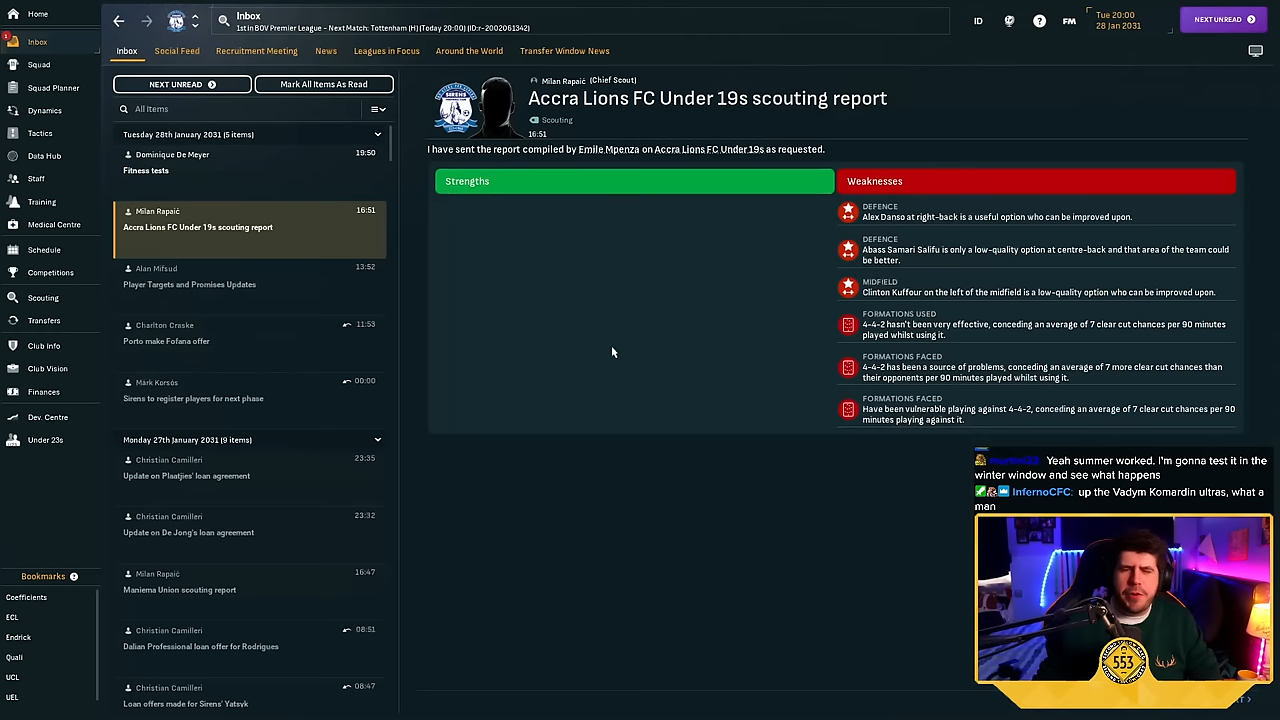 Home
Inbox
1st in BOV Premier League - Next Match: Tottenham (H) (Today 20:00) (ID:r-2002061342)
ID
FM
Tue 20:00
28 Jan 2031
NEXT UNREAD
1
Inbox
Squad
Squad Planner
Dynamics
Tactics
Data Hub
Staff
Training
Medical Centre
Schedule
Competitions
Scouting
Transfers
Club Info
Club Vision
Finances
Dev. Centre
Under 23s
Bookmarks
Coefficients
ECL
Endrick
Quali
UCL
UEL
Inbox
Social Feed
Recruitment Meeting
News
Leagues in Focus
Around the World
Transfer Window News
NEXT UNREAD
Mark All Items As Read
All Items
Tuesday 28th January 2031 (5 items)
Dominique De Meyer 19:50
Fitness tests
Milan Rapaić 16:51
Accra Lions FC Under 19s scouting report
Alan Mifsud 13:52
Player Targets and Promises Updates
Charlton Craske 11:53
Porto make Fofana offer
Márk Korsós 00:00
Sirens to register players for next phase
Monday 27th January 2031 (9 items)
Christian Camilleri 23:35
Update on Plaatjies' loan agreement
Christian Camilleri 23:32
Update on De Jong's loan agreement
Milan Rapaić 16:47
Maniema Union scouting report
Christian Camilleri 08:51
Dalian Professional loan offer for Rodrigues
Christian Camilleri 08:47
Loan offers made for Sirens' Yatsyk
SIRENS
Milan Rapaić (Chief Scout)
Accra Lions FC Under 19s scouting report
Scouting
16:51
I have sent the report compiled by Emile Mpenza on Accra Lions FC Under 19s as requested.
Strengths
Weaknesses
DEFENCE
Alex Danso at right-back is a useful option who can be improved upon.
DEFENCE
Abass Samari Salifu is only a low-quality option at centre-back and that area of the team could
be better.
MIDFIELD
Clinton Kuffour on the left of the midfield is a low-quality option who can be improved upon.
FORMATIONS USED
4-4-2 hasn't been very effective, conceding an average of 7 clear cut chances per 90 minutes
played whilst using it.
FORMATIONS FACED
4-4-2 has been a source of problems, conceding an average of 7 more clear cut chances than
their opponents per 90 minutes played whilst using it.
FORMATIONS FACED
Have been vulnerable playing against 4-4-2, conceding an average of 7 clear cut chances per 90
minutes playing against it.
Yeah summer worked. I'm gonna test it in the
winter window and see what happens
InfernoCFC: up the Vadym Komardin ultras, what a
man
553